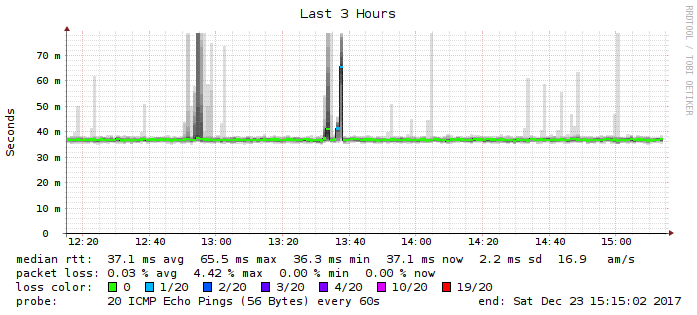 Last 3 Hours
RRDTOOL / TOBI OETIKER
Seconds
70 m
60 m
50 m
40 m
30 m
20 m
10 m
0
12:20 12:40 13:00 13:20 13:40 14:00 14:20 14:40 15:00
median rtt: 37.1 ms avg 65.5 ms max 36.3 ms min 37.1 ms now 2.2 ms sd 16.9 am/s
packet loss: 0.03 % avg 4.42 % max 0.00 % min 0.00 % now
loss color: 0 1/20 2/20 3/20 4/20 10/20 19/20
probe: 20 ICMP Echo Pings (56 Bytes) every 60s end: Sat Dec 23 15:15:02 2017